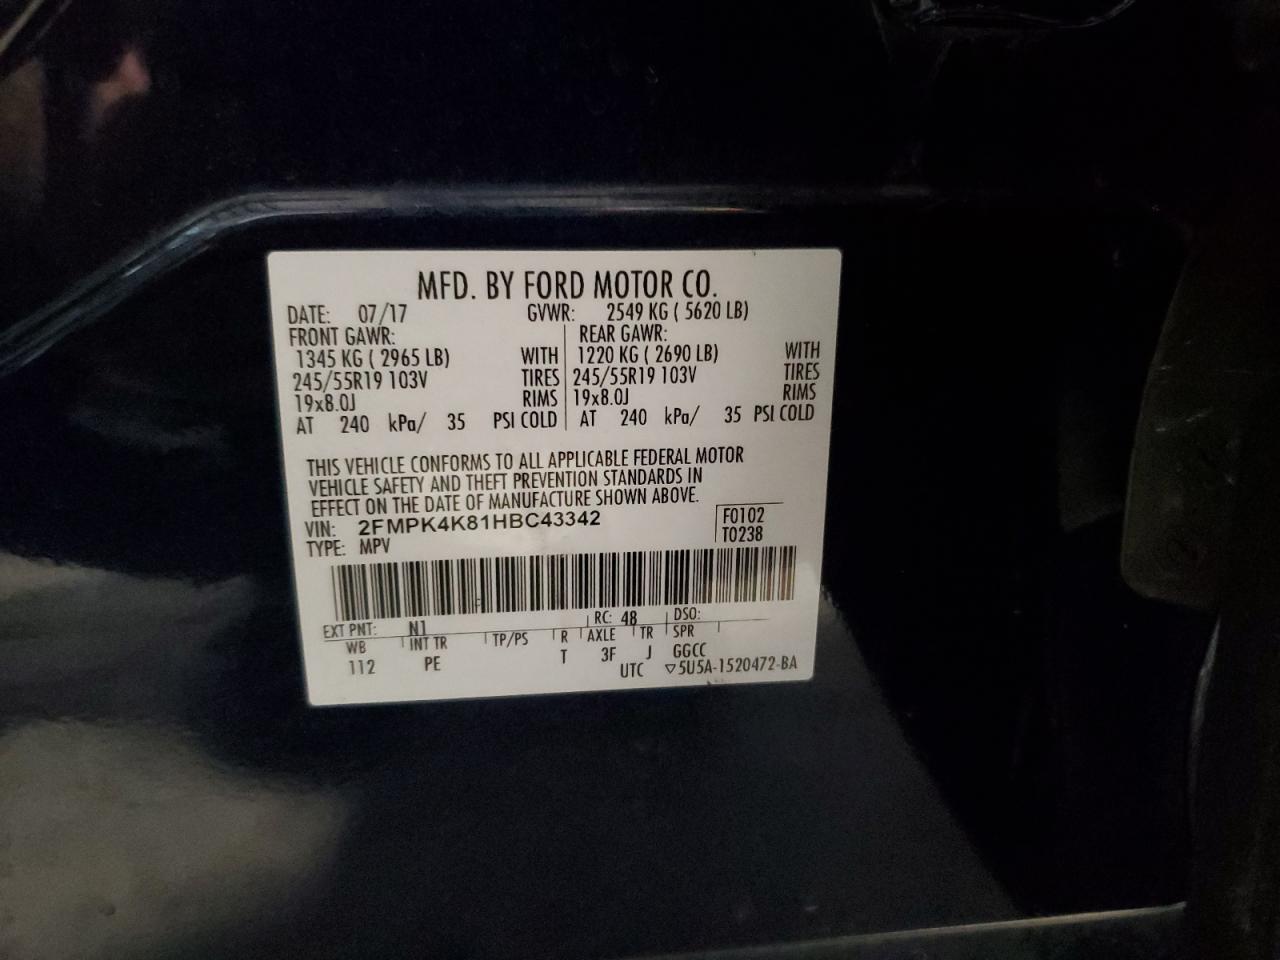 MFD. BY FORD MOTOR CO.
DATE: 07/17 GVWR: 2549 KG ( 5620 LB)
FRONT GAWR: REAR GAWR:
1345 KG ( 2965 LB) WITH 1220 KG ( 2690 LB) WITH
245/55R19 103V TIRES 245/55R19 103V TIRES
19x8.0J RIMS 19x8.0J RIMS
AT 240 kPa/ 35 PSI COLD AT 240 kPa/ 35 PSI COLD
THIS VEHICLE CONFORMS TO ALL APPLICABLE FEDERAL MOTOR
VEHICLE SAFETY AND THEFT PREVENTION STANDARDS IN
EFFECT ON THE DATE OF MANUFACTURE SHOWN ABOVE.
VIN: 2FMPK4K81HBC43342 F0102
TYPE: MPV T0238
EXT PNT: N1 RC: 48 DSO:
WB INT TR TP/PS R AXLE TR SPR
112 PE T 3F J GGCC
UTC ▽5U5A-1520472-BA